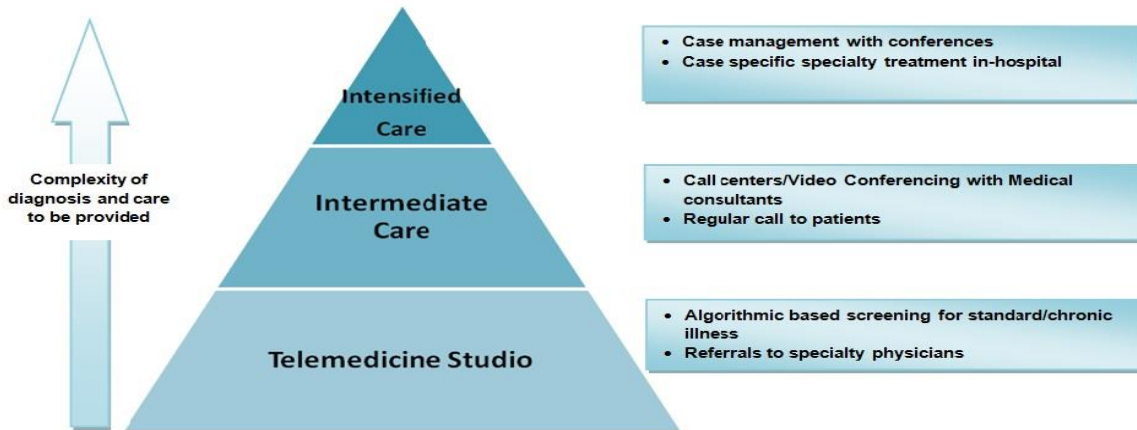 Complexity of
diagnosis and care
to be provided
Intensified
Care
Intermediate
Care
Telemedicine Studio
• Case management with conferences
• Case specific specialty treatment in-hospital
• Call centers/Video Conferencing with Medical
consultants
• Regular call to patients
• Algorithmic based screening for standard/chronic
illness
• Referrals to specialty physicians